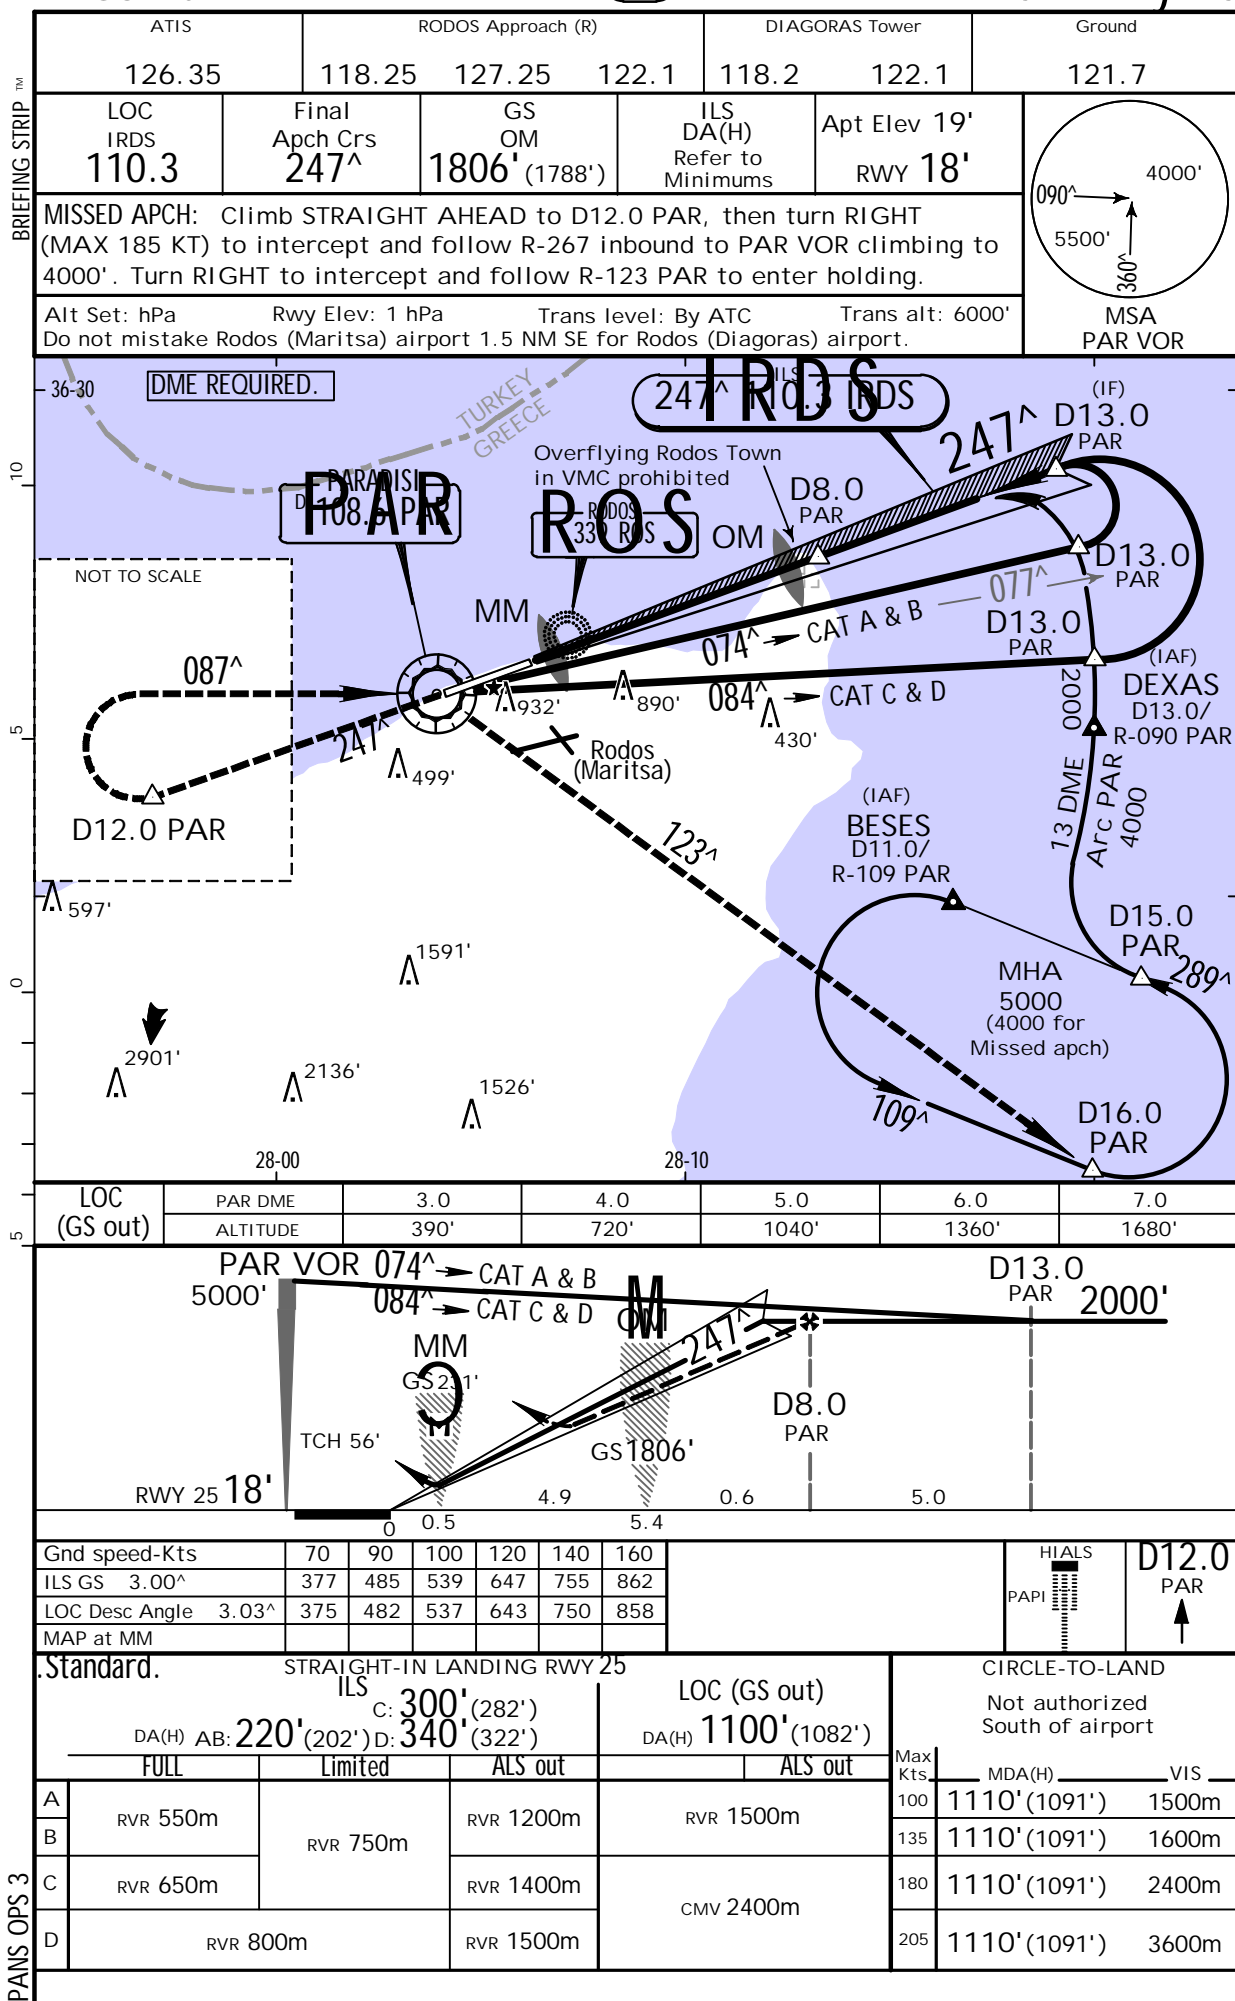 ATIS
126.35
RODOS Approach (R)
118.25 127.25 122.1
DIAGORAS Tower
118.2 122.1
Ground
121.7
BRIEFING STRIP TM
LOC
IRDS
110.3
Final
Apch Crs
247^
GS
OM
1806' (1788')
ILS
DA(H)
Refer to
Minimums
Apt Elev 19'
RWY 18'
MISSED APCH: Climb STRAIGHT AHEAD to D12.0 PAR, then turn RIGHT
(MAX 185 KT) to intercept and follow R-267 inbound to PAR VOR climbing to
4000'. Turn RIGHT to intercept and follow R-123 PAR to enter holding.
Alt Set: hPa Rwy Elev: 1 hPa Trans level: By ATC Trans alt: 6000'
Do not mistake Rodos (Maritsa) airport 1.5 NM SE for Rodos (Diagoras) airport.
090^
4000'
5500'
360^
MSA
PAR VOR
36-30
DME REQUIRED.
TURKEY
GREECE
ILS
247^ 110.3 IRDS
IRDS
(IF)
D13.0
PAR
247^
Overflying Rodos Town
in VMC prohibited
PARADISI
D 108. PAR
PAR
RODOS
339 ROS
ROS
D8.0
PAR
OM
MM
D13.0
PAR
077^
074^ CAT A & B
D13.0
PAR
084^ CAT C & D
(IAF)
DEXAS
D13.0/
R-090 PAR
2000
13 DME
Arc PAR
4000
NOT TO SCALE
087^
247^
D12.0 PAR
932'
890'
430'
499'
Rodos
(Maritsa)
123^
(IAF)
BESES
D11.0/
R-109 PAR
D15.0
PAR
289^
MHA
5000
(4000 for
Missed apch)
109^
D16.0
PAR
597'
1591'
2901'
2136'
1526'
28-00
28-10
10
5
0
5
LOC
(GS out)
PAR DME 3.0 4.0 5.0 6.0 7.0
ALTITUDE 390' 720' 1040' 1360' 1680'
PAR VOR
5000'
074^ CAT A & B
084^ CAT C & D
OM
M
MM
GS 231'
M
247^
D13.0
PAR
2000'
D8.0
PAR
TCH 56'
GS 1806'
RWY 25 18'
4.9 0.6 5.0
0 0.5 5.4
Gnd speed-Kts 70 90 100 120 140 160
ILS GS 3.00^ 377 485 539 647 755 862
LOC Desc Angle 3.03^ 375 482 537 643 750 858
MAP at MM
HIALS
PAPI
D12.0
PAR
.Standard.
STRAIGHT-IN LANDING RWY 25
ILS
C: 300' (282')
DA(H) AB: 220' (202') D: 340' (322')
LOC (GS out)
DA(H) 1100' (1082')
CIRCLE-TO-LAND
Not authorized
South of airport
FULL Limited ALS out ALS out
Max
Kts MDA(H) VIS
A
B
C
D
RVR 550m
RVR 750m
RVR 1200m
RVR 1500m
RVR 650m
RVR 1400m
CMV 2400m
RVR 800m
RVR 1500m
100 1110' (1091') 1500m
135 1110' (1091') 1600m
180 1110' (1091') 2400m
205 1110' (1091') 3600m
PANS OPS 3